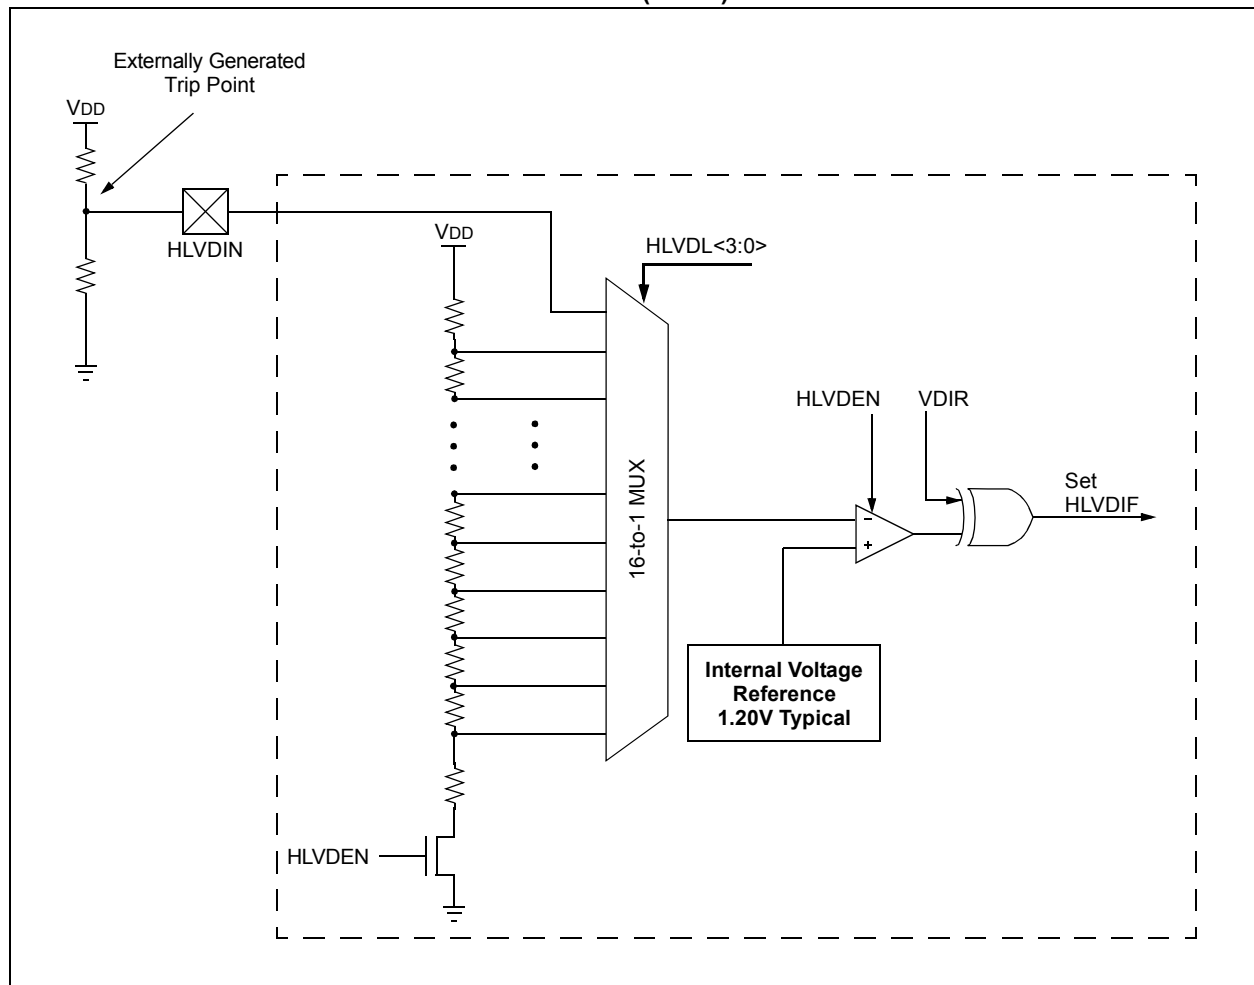 Externally Generated
Trip Point
VDD
HLVDIN
VDD
HLVDL<3:0>
16-to-1 MUX
HLVDEN
VDIR
-
+
Set
HLVDIF
Internal Voltage
Reference
1.20V Typical
HLVDEN